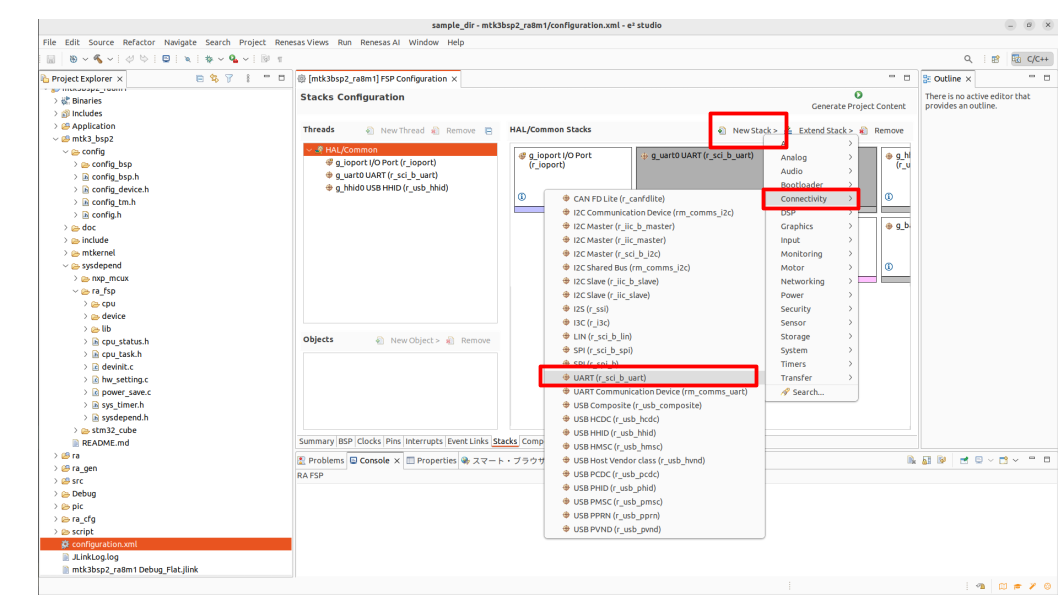 sample_dir - mtk3bsp2_ra8m1/configuration.xml - e² studio
File Edit Source Refactor Navigate Search Project Renesas Views Run Renesas AI Window Help
C/C++
Project Explorer
Binaries
Includes
Application
mtk3_bsp2
config
config_bsp
config_bsp.h
config_device.h
config_tm.h
config.h
doc
include
mtkernel
sysdepend
nxp_mcux
ra_fsp
cpu
device
lib
cpu_status.h
cpu_task.h
devinit.c
hw_setting.c
power_save.c
sys_timer.h
sysdepend.h
stm32_cube
README.md
ra
ra_gen
src
Debug
pic
ra_cfg
script
configuration.xml
JLinkLog.log
mtk3bsp2_ra8m1 Debug_Flat.jlink
[mtk3bsp2_ra8m1] FSP Configuration
Stacks Configuration
Generate Project Content
Threads New Thread Remove
HAL/Common
g_ioport I/O Port (r_ioport)
g_uart0 UART (r_sci_b_uart)
g_hhid0 USB HHID (r_usb_hhid)
Objects New Object > Remove
HAL/Common Stacks
New Stack > Extend Stack > Remove
g_ioport I/O Port
(r_ioport)
g_uart0 UART (r_sci_b_uart)
Analog
Audio
Bootloader
Connectivity
DSP
Graphics
Input
Monitoring
Motor
Networking
Power
Security
Sensor
Storage
System
Timers
Transfer
Search...
CAN FD Lite (r_canfdlite)
I2C Communication Device (rm_comms_i2c)
I2C Master (r_iic_b_master)
I2C Master (r_iic_master)
I2C Master (r_sci_b_i2c)
I2C Shared Bus (rm_comms_i2c)
I2C Slave (r_iic_b_slave)
I2C Slave (r_iic_slave)
I2S (r_ssi)
I3C (r_i3c)
LIN (r_sci_b_lin)
SPI (r_sci_b_spi)
SPI (r_spi_b)
UART (r_sci_b_uart)
UART Communication Device (rm_comms_uart)
USB Composite (r_usb_composite)
USB HCDC (r_usb_hcdc)
USB HHID (r_usb_hhid)
USB HMSC (r_usb_hmsc)
USB Host Vendor class (r_usb_hvnd)
USB PCDC (r_usb_pcdc)
USB PHID (r_usb_phid)
USB PMSC (r_usb_pmsc)
USB PPRN (r_usb_pprn)
USB PVND (r_usb_pvnd)
Summary BSP Clocks Pins Interrupts Event Links Stacks Comp
Problems Console Properties スマート・ブラウザ
RA FSP
Outline
There is no active editor that
provides an outline.